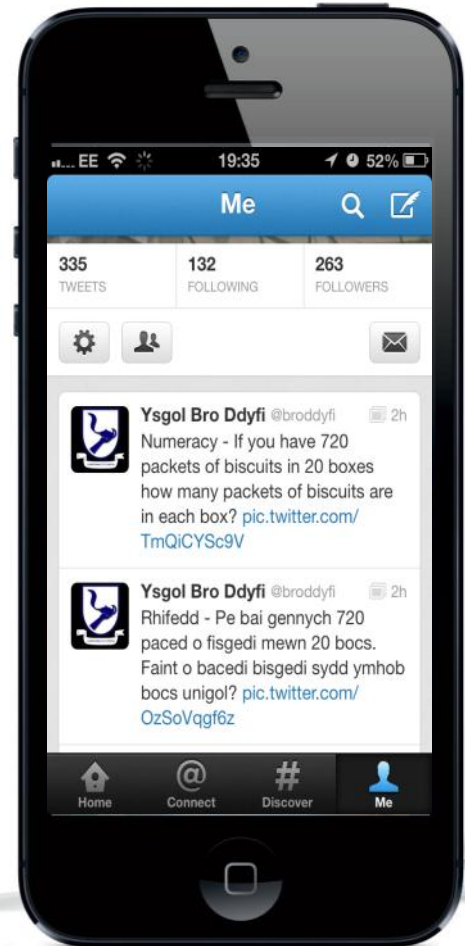 EE 19:35 52%
Me
335 132 263
TWEETS FOLLOWING FOLLOWERS
Ysgol Bro Ddyfi @broddyfi 2h
Numeracy - If you have 720
packets of biscuits in 20 boxes
how many packets of biscuits are
in each box? pic.twitter.com/
TmQiCYSc9V
Ysgol Bro Ddyfi @broddyfi 2h
Rhifedd - Pe bai gennych 720
paced o fisgedi mewn 20 bocs.
Faint o bacedi bisgedi sydd ymhob
bocs unigol? pic.twitter.com/
OzSoVqgf6z
Home Connect Discover Me